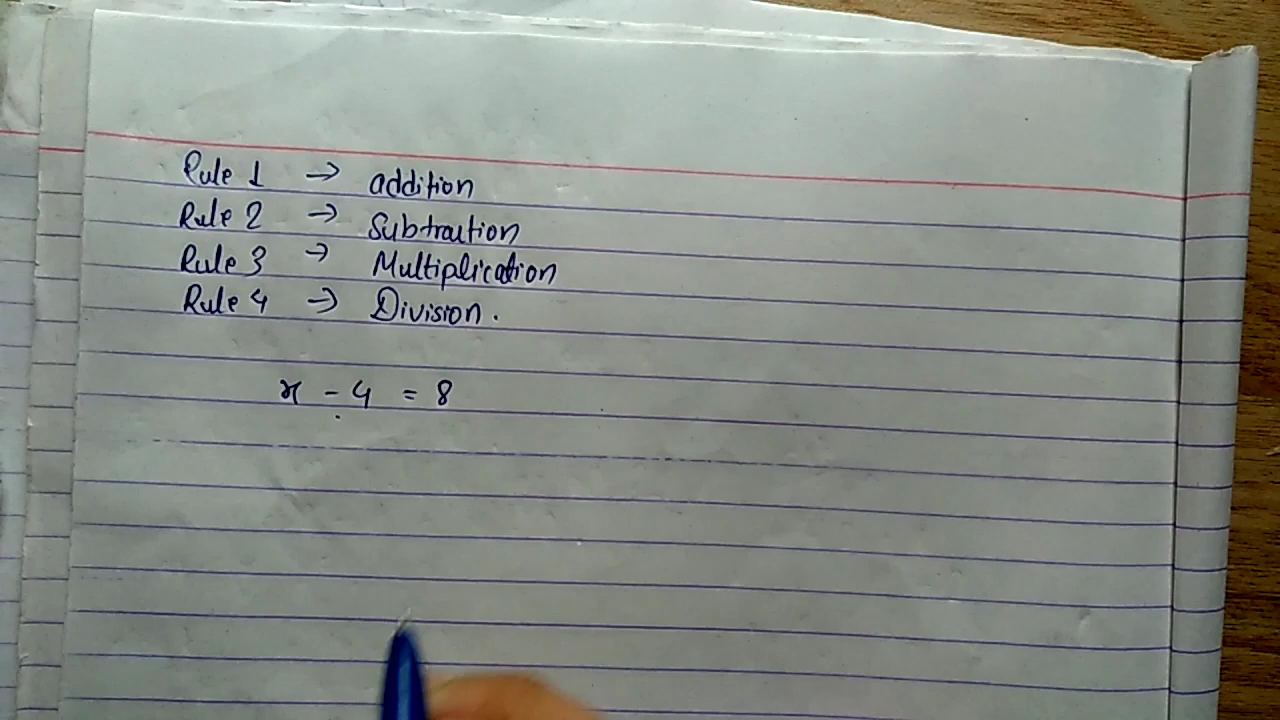 Rule 1 → addition
Rule 2 → Subtraction
Rule 3 → Multiplication
Rule 4 → Division.
x - 4 = 8